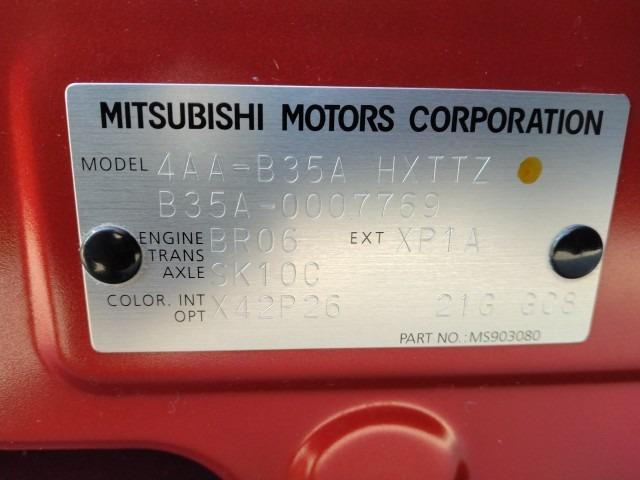 MITSUBISHI MOTORS CORPORATION
MODEL 4AA-B35A HXTTZ
B35A-0007769
ENGINE BR06 EXT XP1A
TRANS AXLE SK10C
COLOR. INT OPT X42P26 21G GC8
PART NO.: MS903080